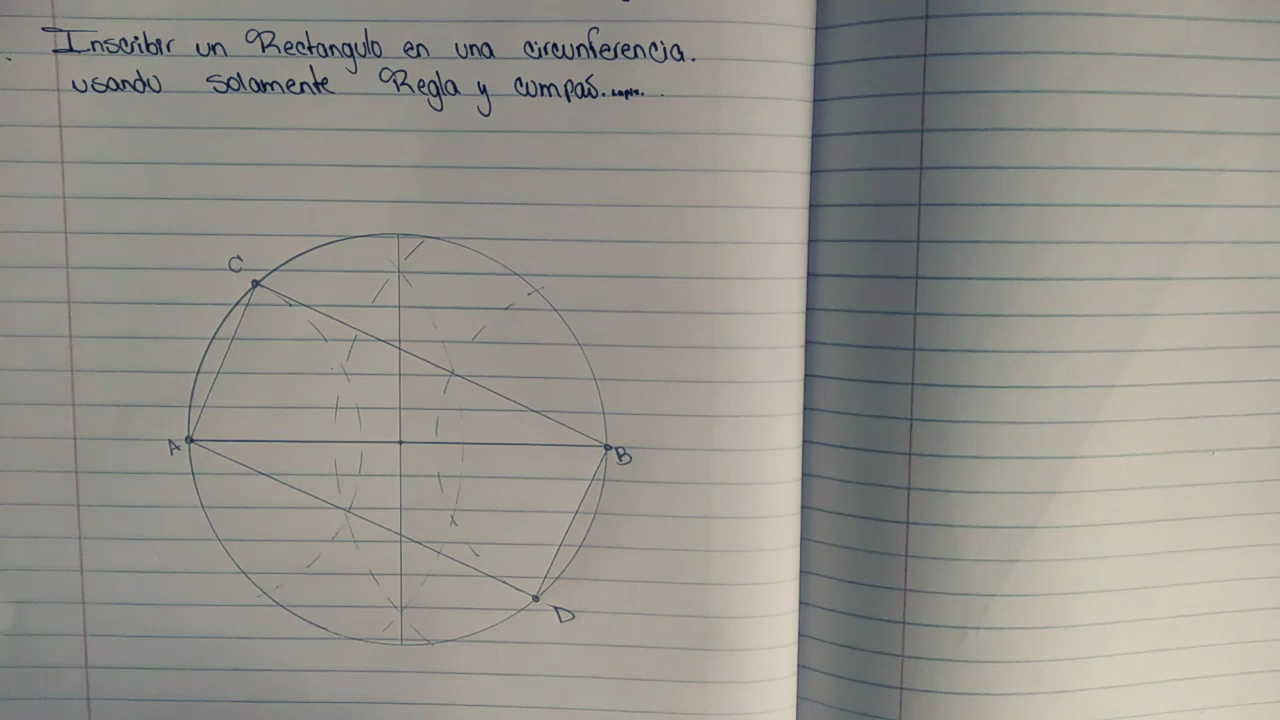 Inscribir un Rectangulo en una circunferencia.
usando solamente Regla y compas.
C
A
B
D